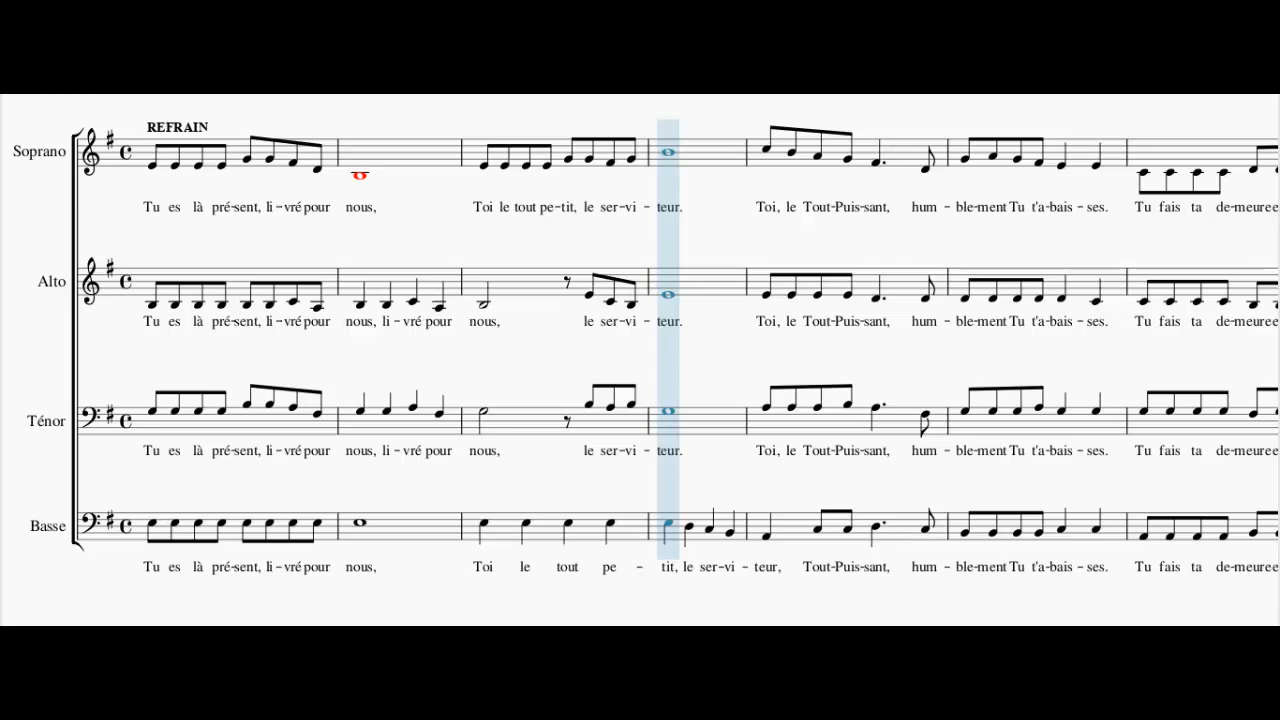 REFRAIN
Soprano
Tu es là pré-sent, li-vré pour nous, Toi le tout pe-tit, le ser-vi-teur. Toi, le Tout-Puis-sant, hum-ble-ment Tu t'a-bais-ses. Tu fais ta de-meure e
Alto
Tu es là pré-sent, li-vré pour nous, li-vré pour nous, le ser-vi-teur. Toi, le Tout-Puis-sant, hum-ble-ment Tu t'a-bais-ses. Tu fais ta de-meure e
Ténor
Tu es là pré-sent, li-vré pour nous, li-vré pour nous, le ser-vi-teur. Toi, le Tout-Puis-sant, hum-ble-ment Tu t'a-bais-ses. Tu fais ta de-meure e
Basse
Tu es là pré-sent, li-vré pour nous, Toi le tout pe-tit, le ser-vi-teur, Tout-Puis-sant, hum-ble-ment Tu t'a-bais-ses. Tu fais ta de-meure e